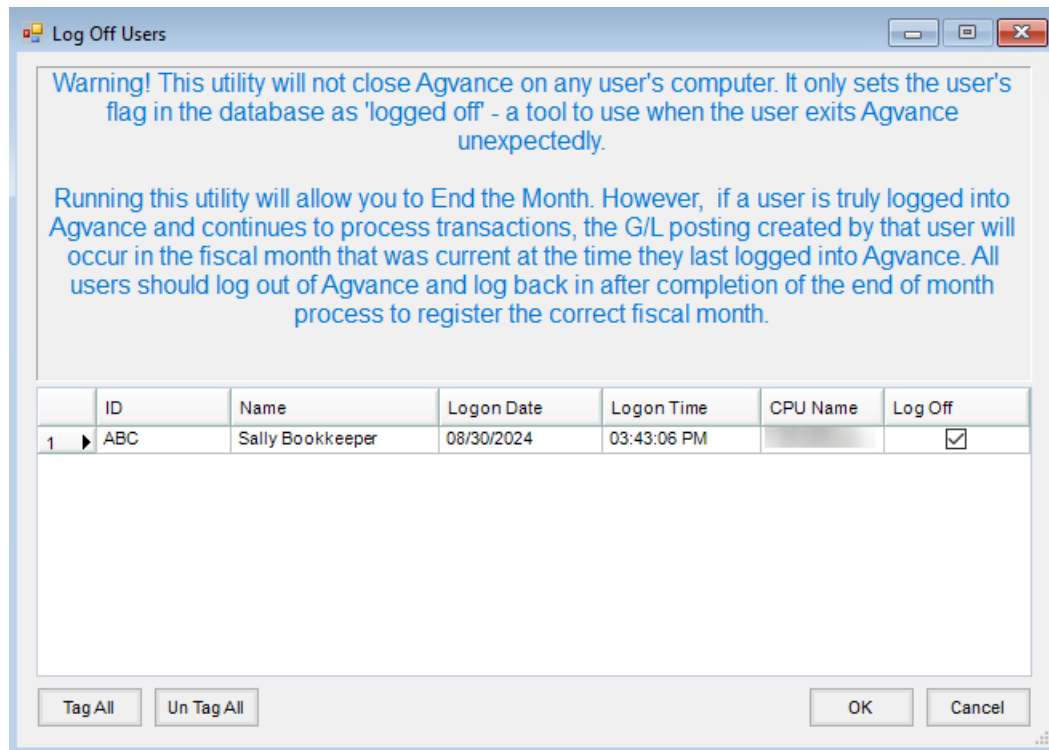 Log Off Users
Warning! This utility will not close Agvance on any user's computer. It only sets the user's
flag in the database as 'logged off' - a tool to use when the user exits Agvance
unexpectedly.
Running this utility will allow you to End the Month. However, if a user is truly logged into
Agvance and continues to process transactions, the G/L posting created by that user will
occur in the fiscal month that was current at the time they last logged into Agvance. All
users should log out of Agvance and log back in after completion of the end of month
process to register the correct fiscal month.
ID Name Logon Date Logon Time CPU Name Log Off
1 ABC Sally Bookkeeper 08/30/2024 03:43:06 PM
Tag All Un Tag All OK Cancel